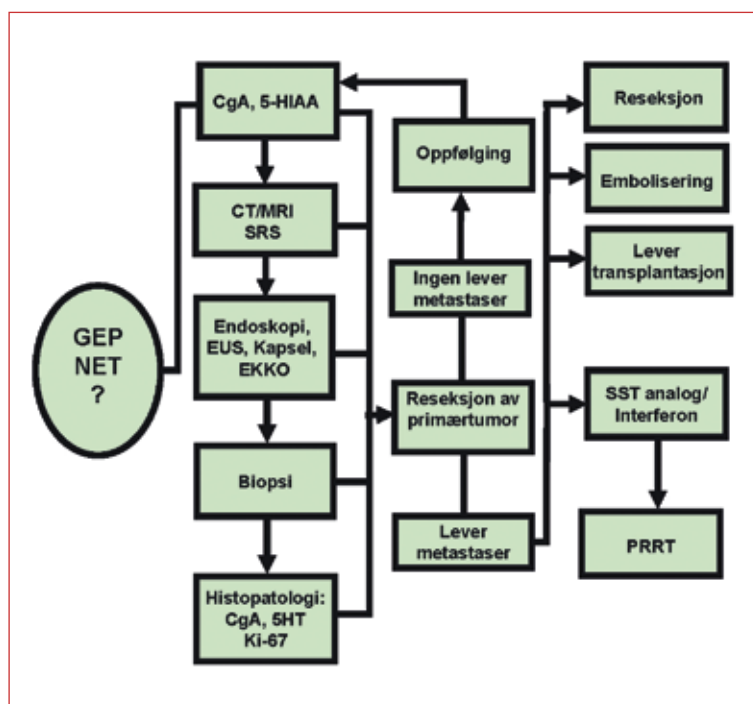 GEP
NET
?
CgA, 5-HIAA
CT/MRI
SRS
Endoskopi,
EUS, Kapsel,
EKKO
Biopsi
Histopatologi:
CgA, 5HT
Ki-67
Oppfølging
Ingen lever
metastaser
Reseksjon av
primærtumor
Lever
metastaser
Reseksjon
Embolisering
Lever
transplantasjon
SST analog/
Interferon
PRRT